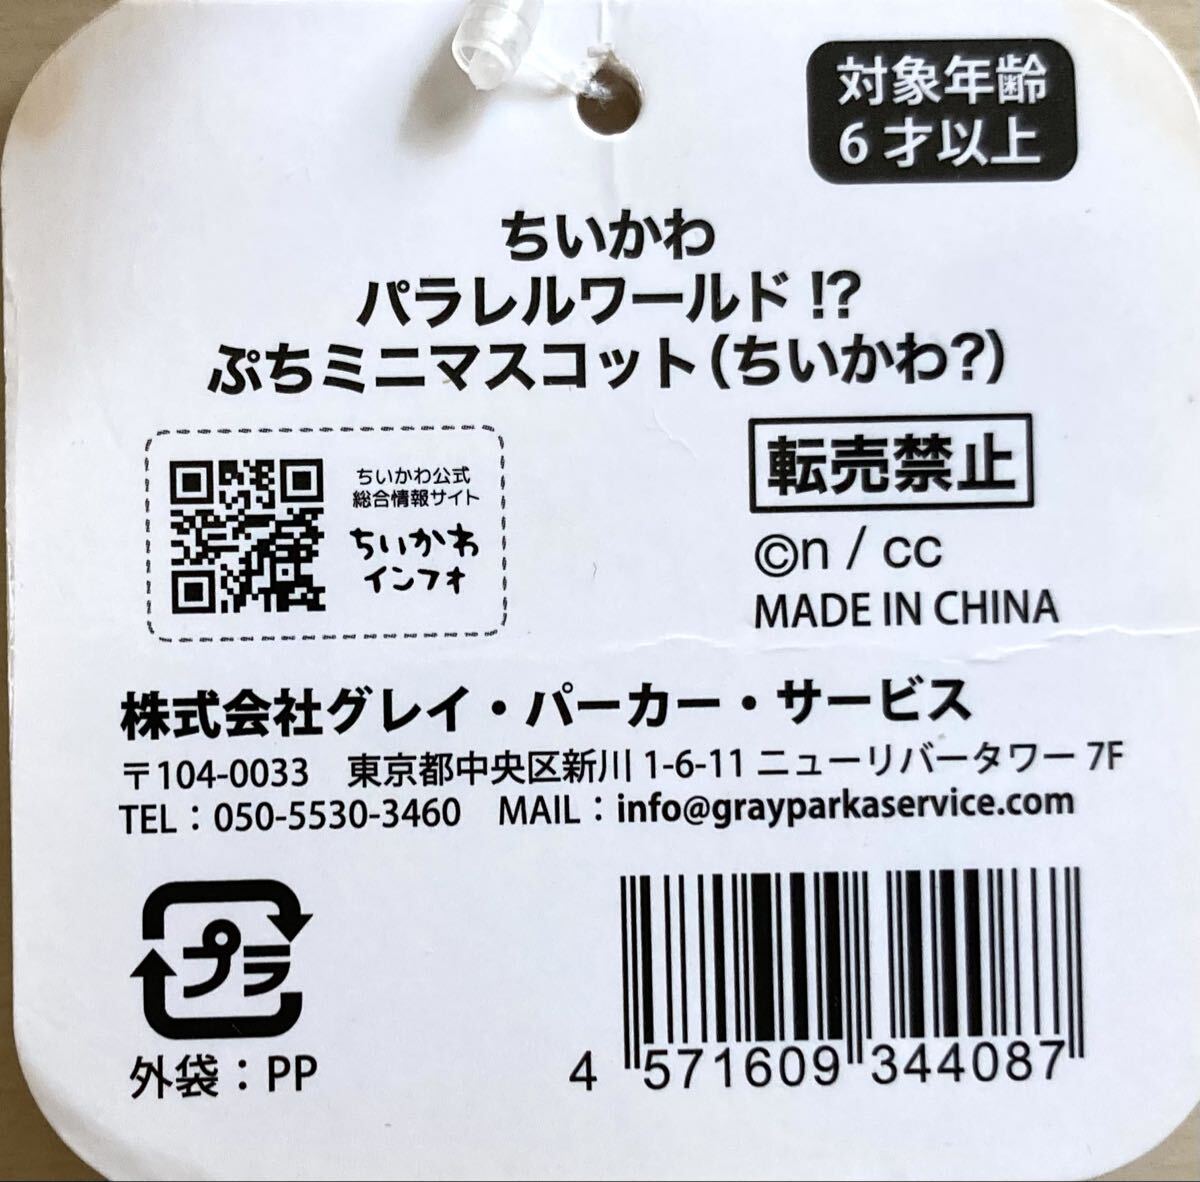 対象年齢
6才以上
ちいかわ
パラレルワールド!?
ぷちミニマスコット(ちいかわ?)
ちいかわ公式
総合情報サイト
ちいかわ
インフォ
転売禁止
©n / cc
MADE IN CHINA
株式会社グレイ・パーカー・サービス
〒104-0033 東京都中央区新川1-6-11 ニューリバータワー 7F
TEL：050-5530-3460 MAIL：info@grayparkaservice.com
プラ
外袋：PP
4 571609 344087